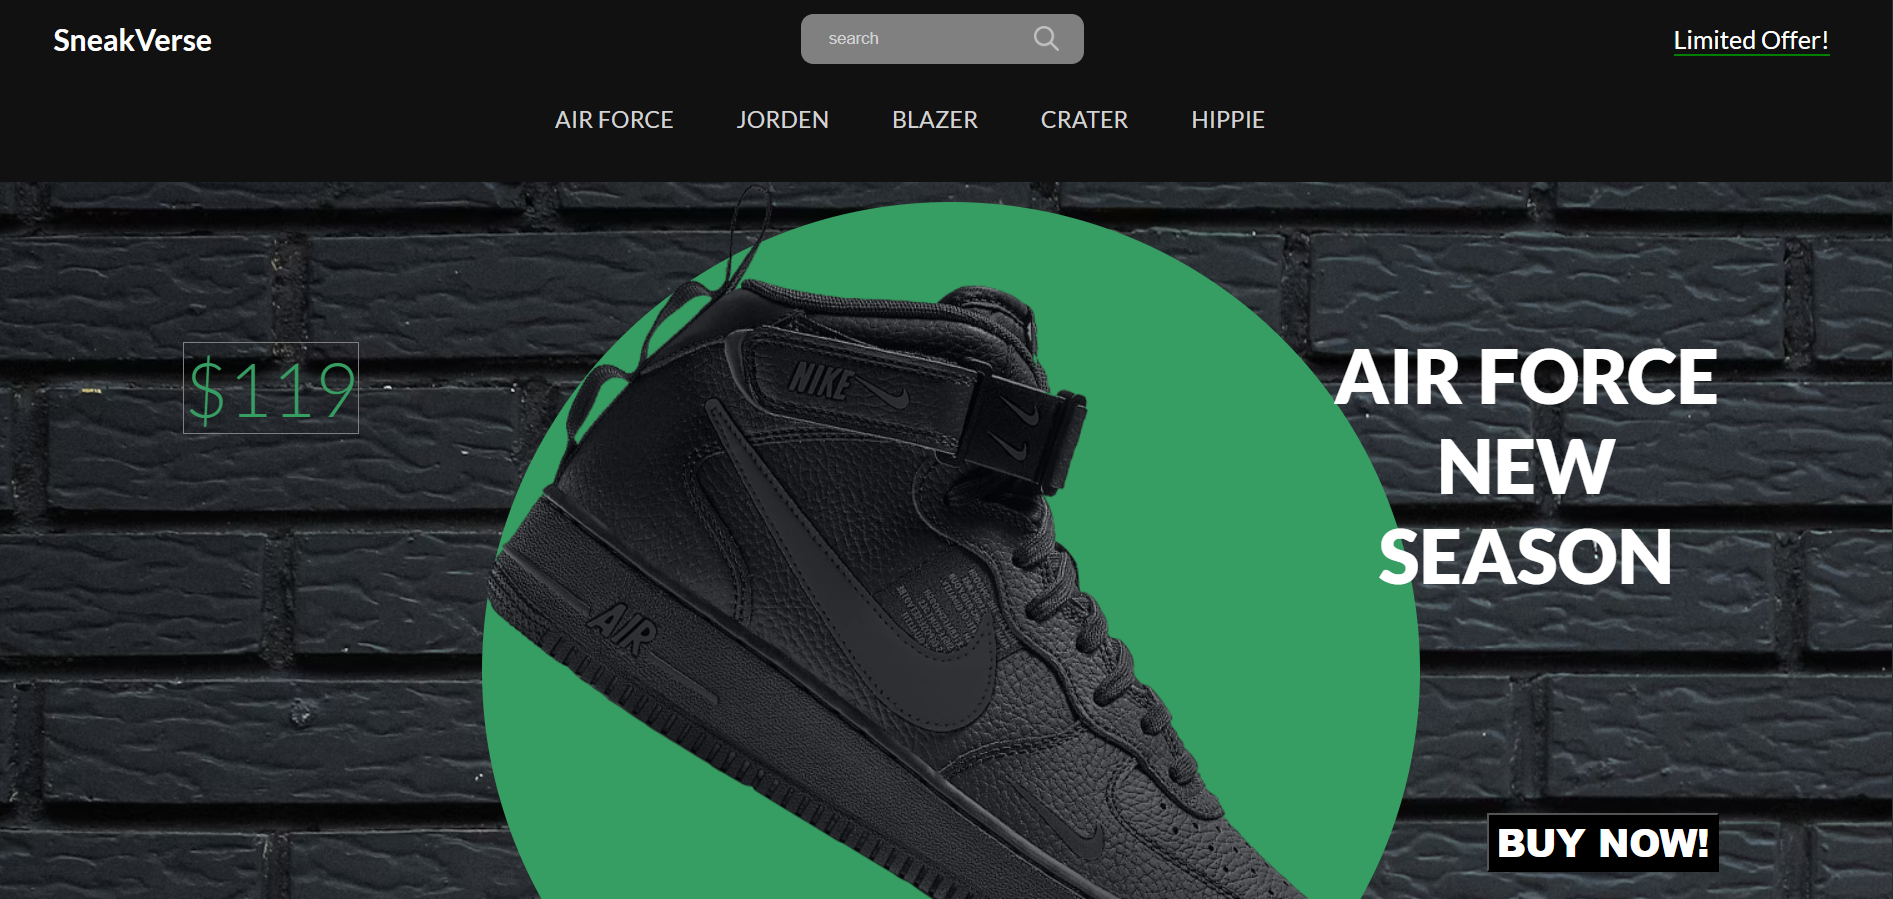 SneakVerse
search
Limited Offer!
AIR FORCE JORDEN BLAZER CRATER HIPPIE
$119
NIKE
AIR
AIR FORCE
NEW
SEASON
BUY NOW!